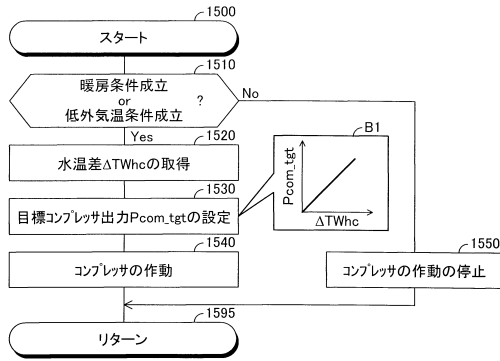 1500
スタート
1510
暖房条件成立
or
低外気温条件成立
?
No
Yes
1520
水温差ΔTWhcの取得
B1
Pcom_tgt
ΔTWhc
1530
目標コンプレッサ出力Pcom_tgtの設定
1540
コンプレッサの作動
1550
コンプレッサの作動の停止
1595
リターン